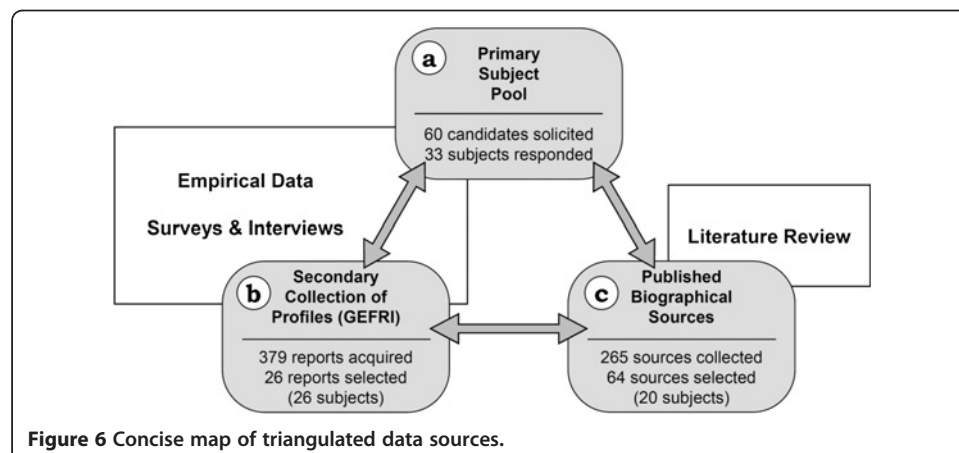 a
Primary
Subject
Pool
60 candidates solicited
33 subjects responded
Empirical Data
Surveys & Interviews
Literature Review
b
Secondary
Collection of
Profiles (GEFRI)
379 reports acquired
26 reports selected
(26 subjects)
c
Published
Biographical
Sources
265 sources collected
64 sources selected
(20 subjects)
Figure 6 Concise map of triangulated data sources.